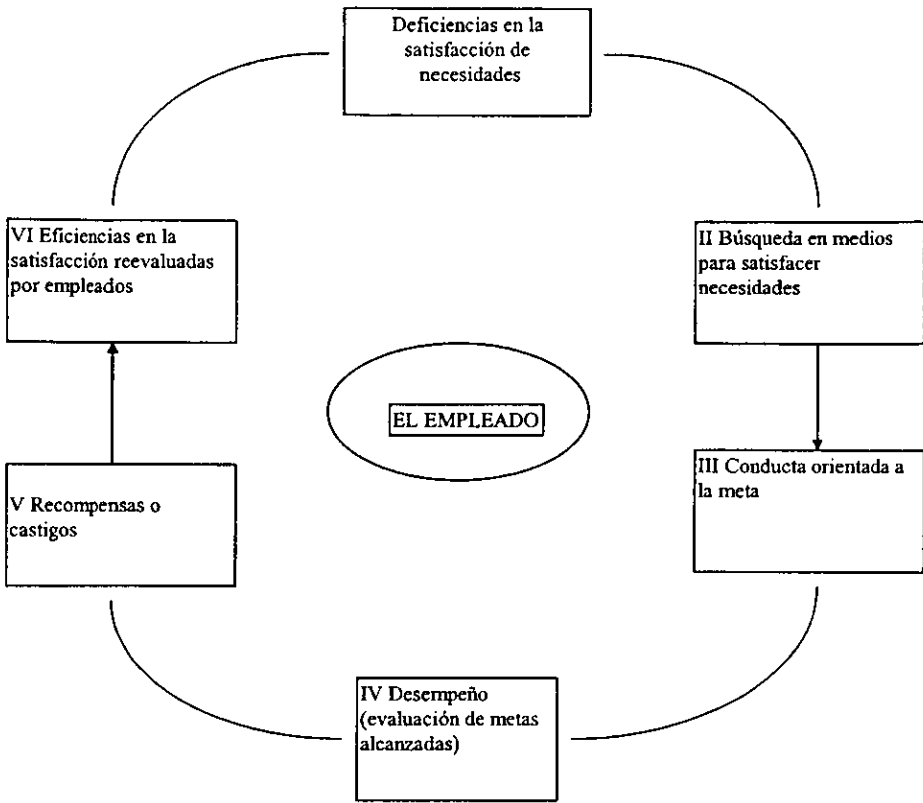 Deficiencias en la
satisfacción de
necesidades
II Búsqueda en medios
para satisfacer
necesidades
III Conducta orientada a
la meta
IV Desempeño
(evaluación de metas
alcanzadas)
V Recompensas o
castigos
VI Eficiencias en la
satisfacción reevaluadas
por empleados
EL EMPLEADO